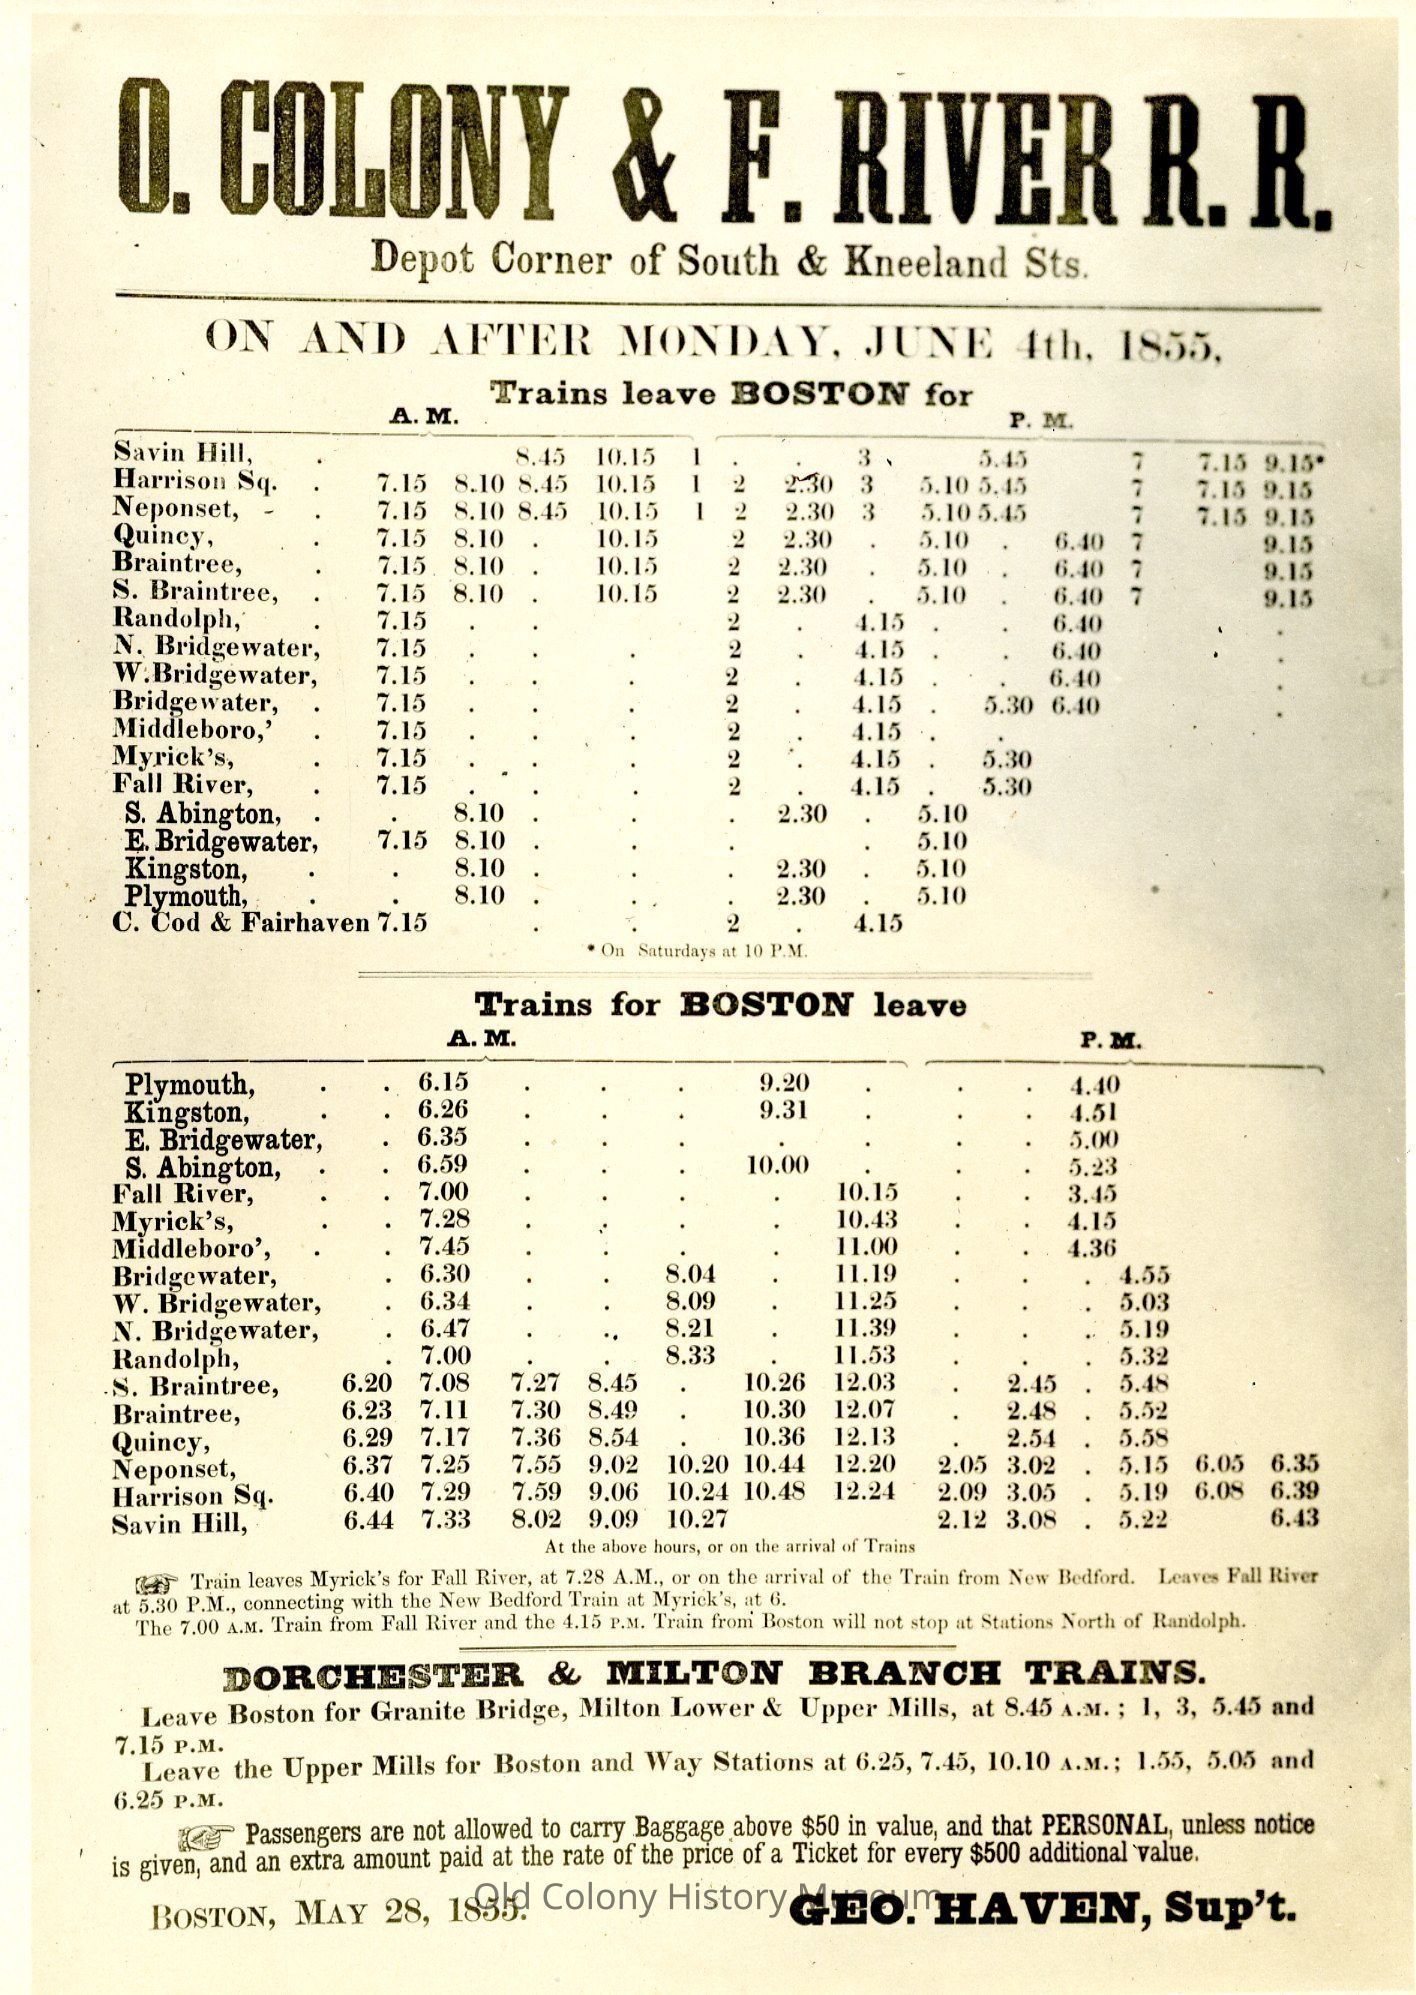 O. COLONY & F. RIVER R. R.
Depot Corner of South & Kneeland Sts.
ON AND AFTER MONDAY, JUNE 4th, 1855,
Trains leave BOSTON for
A. M. P. M.
Savin Hill, . 8.45 10.15 1 . . 3 5.45 7 7.15 9.15*
Harrison Sq. . 7.15 8.10 8.45 10.15 1 2 2.30 3 5.10 5.45 7 7.15 9.15
Neponset, - . 7.15 8.10 8.45 10.15 1 2 2.30 3 5.10 5.45 7 7.15 9.15
Quincy, . 7.15 8.10 . 10.15 2 2.30 . 5.10 . 6.40 7 9.15
Braintree, . 7.15 8.10 . 10.15 2 2.30 . 5.10 . 6.40 7 9.15
S. Braintree, . 7.15 8.10 . 10.15 2 2.30 . 5.10 . 6.40 7 9.15
Randolph, . 7.15 . . 2 . 4.15 . . 6.40 .
N. Bridgewater, 7.15 . . . 2 . 4.15 . . 6.40 .
W. Bridgewater, 7.15 . . . 2 . 4.15 . . 6.40 .
Bridgewater, . 7.15 . . . 2 . 4.15 . 5.30 6.40 .
Middleboro,’ . 7.15 . . . 2 . 4.15 . .
Myrick’s, . 7.15 . . . 2 . 4.15 . 5.30
Fall River, . 7.15 . . . 2 . 4.15 . 5.30
S. Abington, . . 8.10 . . . 2.30 . 5.10
E. Bridgewater, 7.15 8.10 . . . . 5.10
Kingston, . . 8.10 . . . 2.30 . 5.10
Plymouth, . . 8.10 . . . 2.30 . 5.10
C. Cod & Fairhaven 7.15 . . 2 . 4.15
* On Saturdays at 10 P.M.
Trains for BOSTON leave
A. M. P. M.
Plymouth, . . 6.15 . . . 9.20 . . . 4.40
Kingston, . . 6.26 . . . 9.31 . . . 4.51
E. Bridgewater, . 6.35 . . . . . . . 5.00
S. Abington, . . 6.59 . . . 10.00 . . . 5.23
Fall River, . . 7.00 . . . . 10.15 . . 3.45
Myrick’s, . . 7.28 . . . . 10.43 . . 4.15
Middleboro’, . . 7.45 . . . . 11.00 . . 4.36
Bridgewater, . 6.30 . . 8.04 . 11.19 . . . 4.55
W. Bridgewater, . 6.34 . . 8.09 . 11.25 . . . 5.03
N. Bridgewater, . 6.47 . . 8.21 . 11.39 . . . 5.19
Randolph, . 7.00 . . 8.33 . 11.53 . . . 5.32
S. Braintree, 6.20 7.08 7.27 8.45 . 10.26 12.03 . 2.45 . 5.48
Braintree, 6.23 7.11 7.30 8.49 . 10.30 12.07 . 2.48 . 5.52
Quincy, 6.29 7.17 7.36 8.54 . 10.36 12.13 . 2.54 . 5.58
Neponset, 6.37 7.25 7.55 9.02 10.20 10.44 12.20 2.05 3.02 . 5.15 6.05 6.35
Harrison Sq. 6.40 7.29 7.59 9.06 10.24 10.48 12.24 2.09 3.05 . 5.19 6.08 6.39
Savin Hill, 6.44 7.33 8.02 9.09 10.27 2.12 3.08 . 5.22 6.43
At the above hours, or on the arrival of Trains
☞ Train leaves Myrick’s for Fall River, at 7.28 A.M., or on the arrival of the Train from New Bedford. Leaves Fall River
at 5.30 P.M., connecting with the New Bedford Train at Myrick’s, at 6.
The 7.00 A.M. Train from Fall River and the 4.15 P.M. Train from Boston will not stop at Stations North of Randolph.
DORCHESTER & MILTON BRANCH TRAINS.
Leave Boston for Granite Bridge, Milton Lower & Upper Mills, at 8.45 A.M. ; 1, 3, 5.45 and
7.15 P.M.
Leave the Upper Mills for Boston and Way Stations at 6.25, 7.45, 10.10 A.M. ; 1.55, 5.05 and
6.25 P.M.
☞ Passengers are not allowed to carry Baggage above $50 in value, and that PERSONAL, unless notice
is given, and an extra amount paid at the rate of the price of a Ticket for every $500 additional value.
BOSTON, MAY 28, 1855. GEO. HAVEN, Sup’t.
Old Colony History Museum